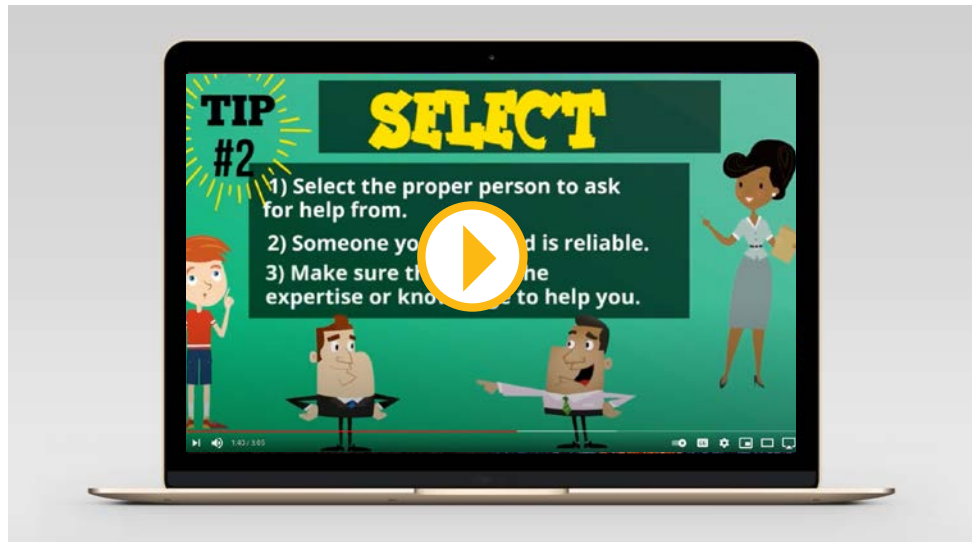 TIP
#2
SELECT
1) Select the proper person to ask
for help from.
2) Someone yo d is reliable.
3) Make sure th he
expertise or kno ge to help you.
1:43 / 3:05